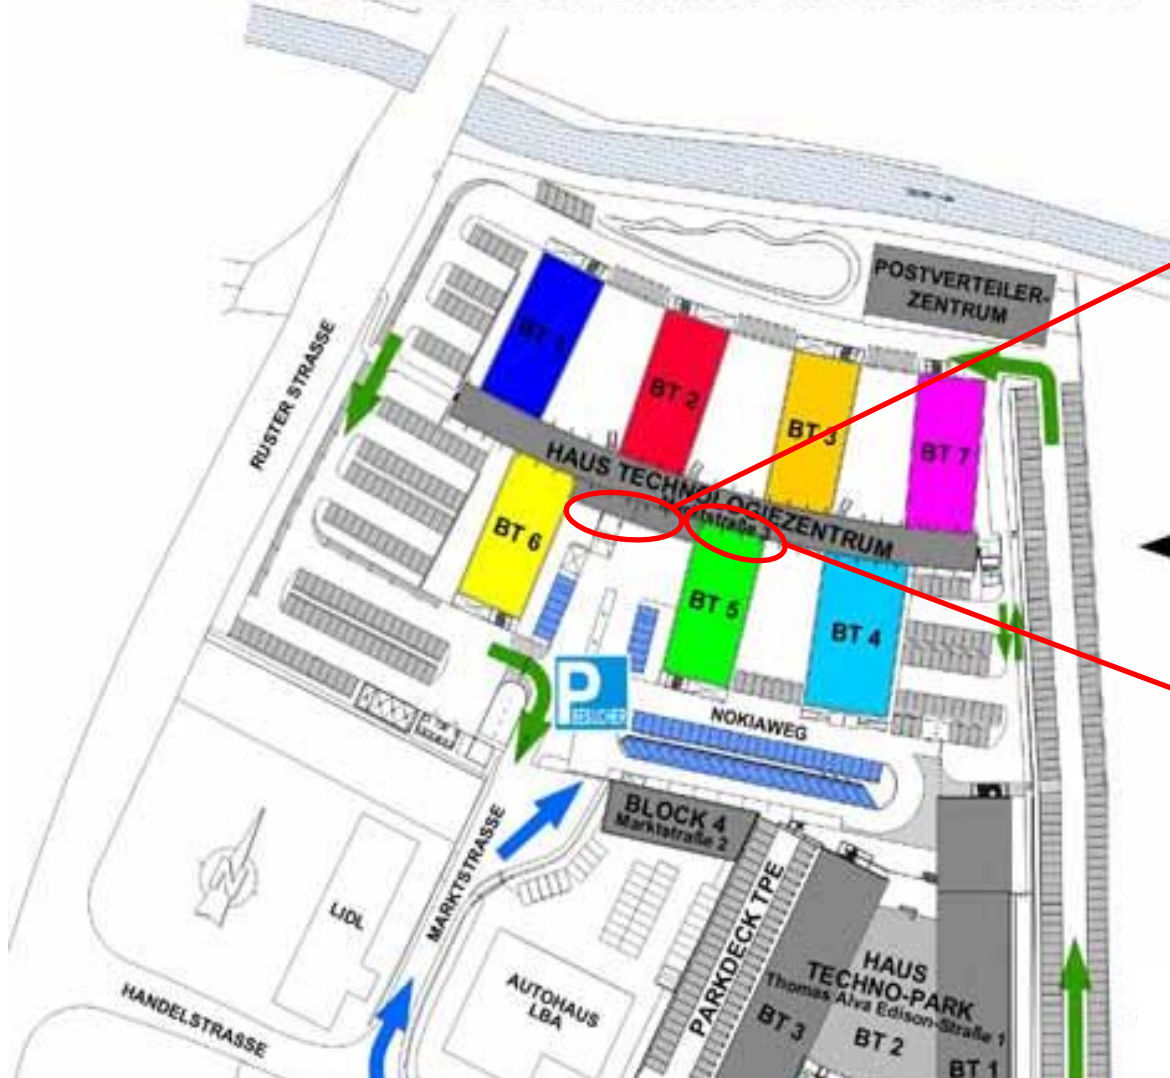 POSTVERTEILER-
ZENTRUM
RUSTER STRASSE
BT 1
BT 2
BT 3
BT 7
HAUS TECHNOLOGIEZENTRUM
BT 6
BT 5
BT 4
P
BESUCHER
NOKIAWEG
BLOCK 4
Marktstraße 2
MARKTSTRASSE
N
LIDL
PARKDECK TPE
AUTOHAUS
LBA
HAUS
TECHNO-PARK
Thomas Alva Edison-Straße 1
BT 3
BT 2
BT 1
HANDELSTRASSE